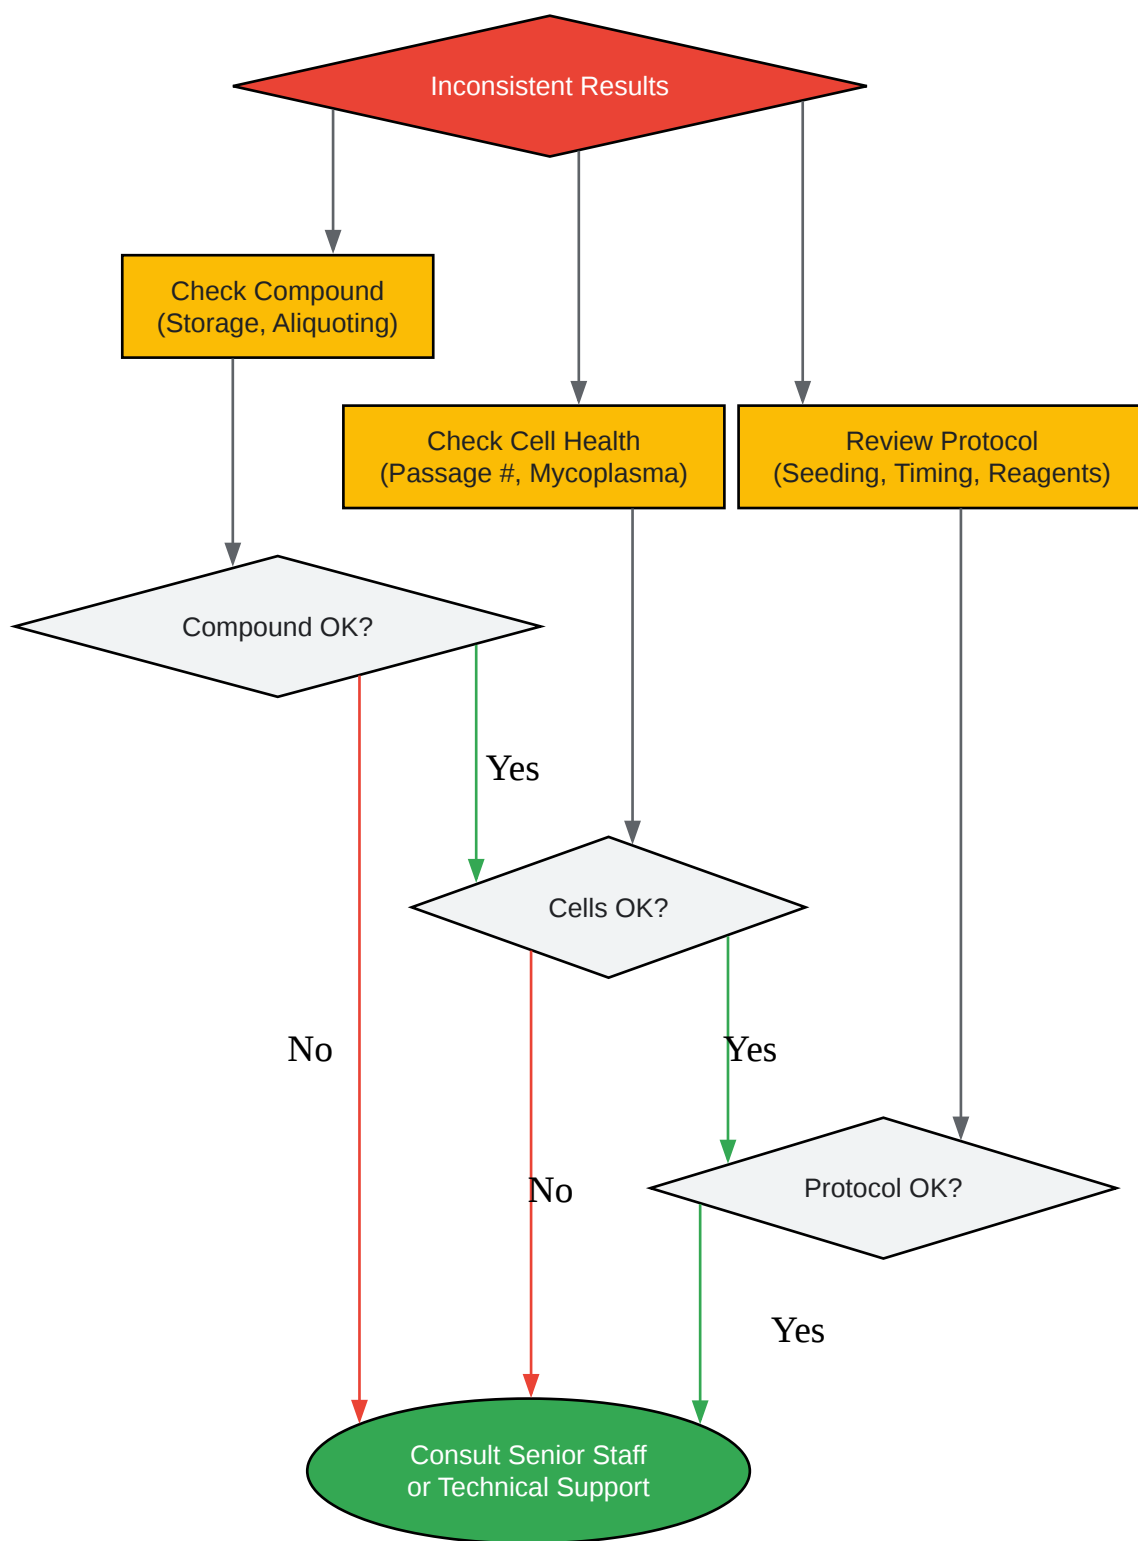 Inconsistent Results
Check Compound
(Storage, Aliquoting)
Check Cell Health
(Passage #, Mycoplasma)
Review Protocol
(Seeding, Timing, Reagents)
Compound OK?
Yes
Cells OK?
No
Yes
No
Protocol OK?
Yes
Consult Senior Staff
or Technical Support